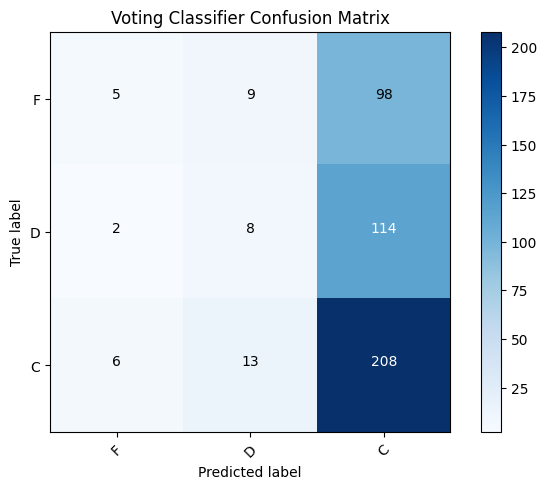 Voting Classifier Confusion Matrix
True label
F
D
C
5 9 98
2 8 114
6 13 208
F D C
Predicted label
200
175
150
125
100
75
50
25